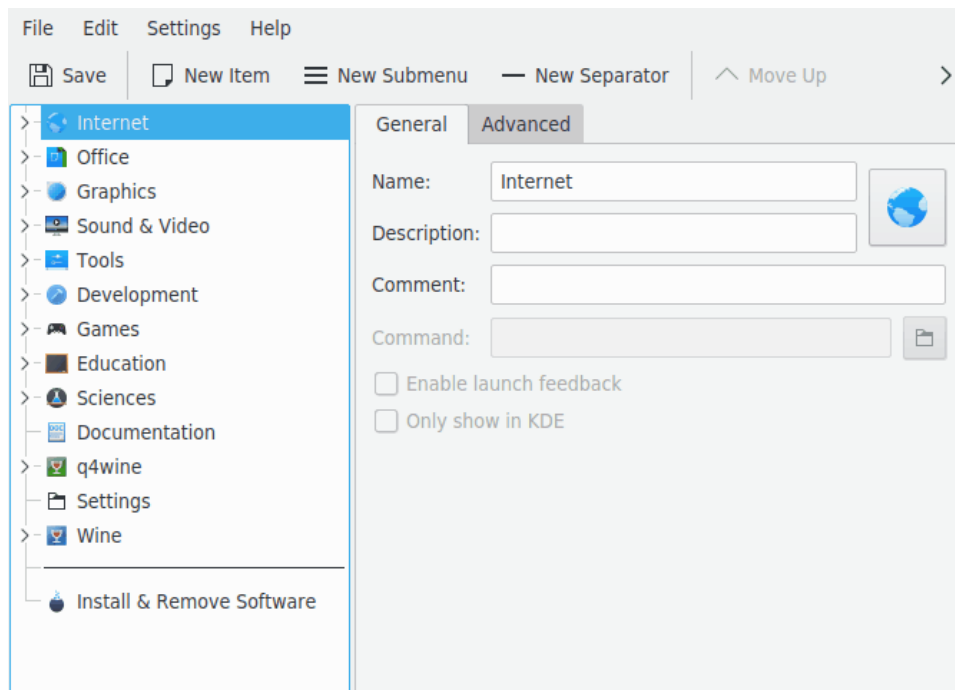 File Edit Settings Help
Save New Item New Submenu New Separator Move Up
Internet
Office
Graphics
Sound & Video
Tools
Development
Games
Education
Sciences
Documentation
q4wine
Settings
Wine
Install & Remove Software
General Advanced
Name: Internet
Description:
Comment:
Command:
Enable launch feedback
Only show in KDE